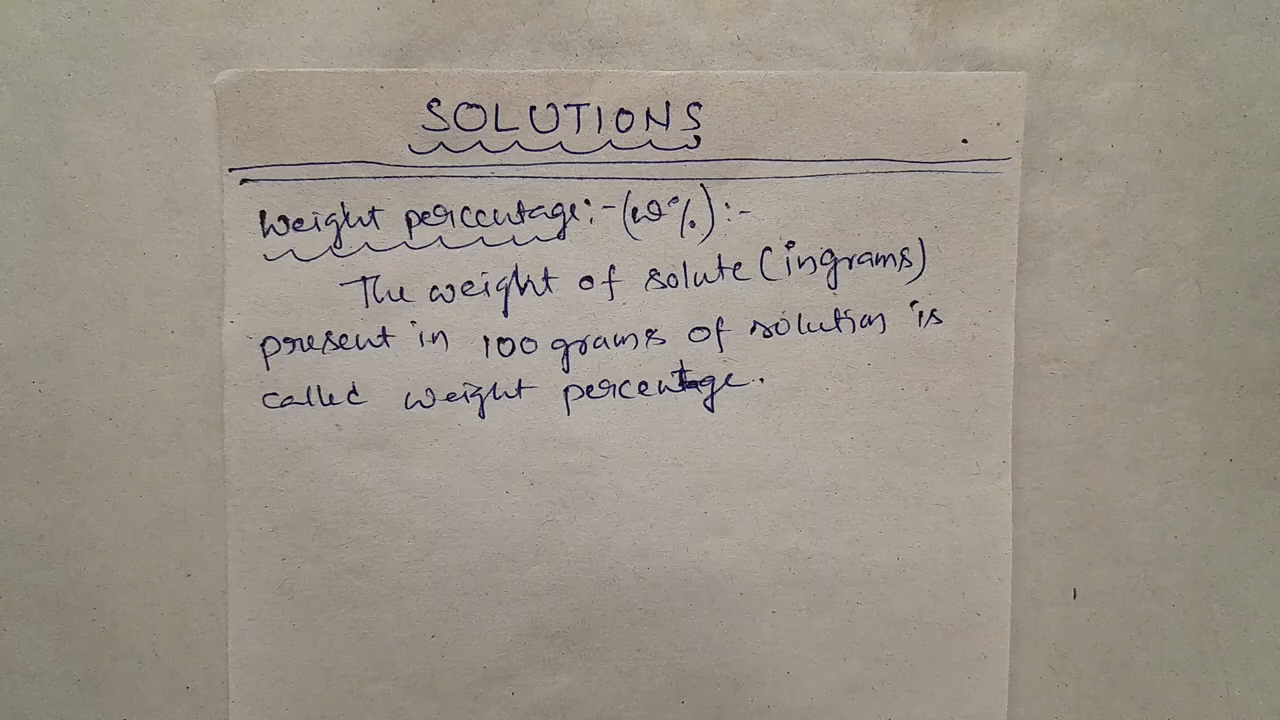 SOLUTIONS
Weight percentage:-(W%):-
The weight of solute (in grams)
present in 100 grams of solution is
called weight percentage.